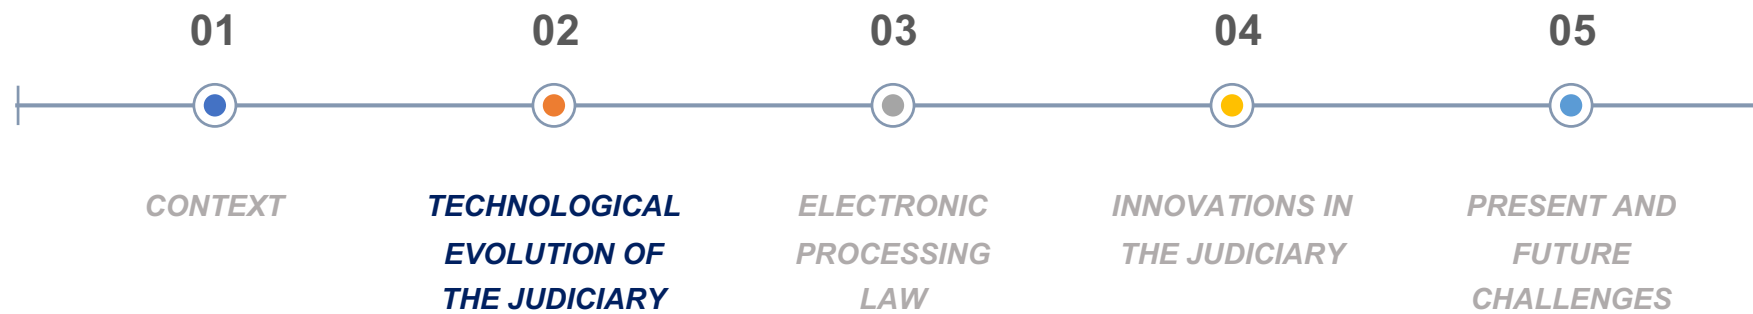 01
02
03
04
05
CONTEXT
TECHNOLOGICAL
EVOLUTION OF
THE JUDICIARY
ELECTRONIC
PROCESSING
LAW
INNOVATIONS IN
THE JUDICIARY
PRESENT AND
FUTURE
CHALLENGES